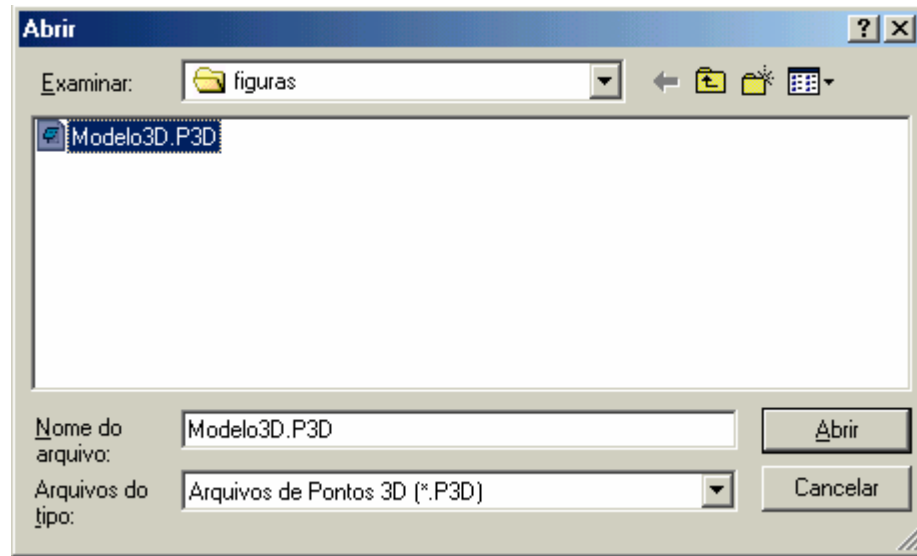 Abrir
Examinar:
figuras
Modelo3D.P3D
Nome do
arquivo:
Modelo3D.P3D
Abrir
Arquivos do
tipo:
Arquivos de Pontos 3D (*.P3D)
Cancelar